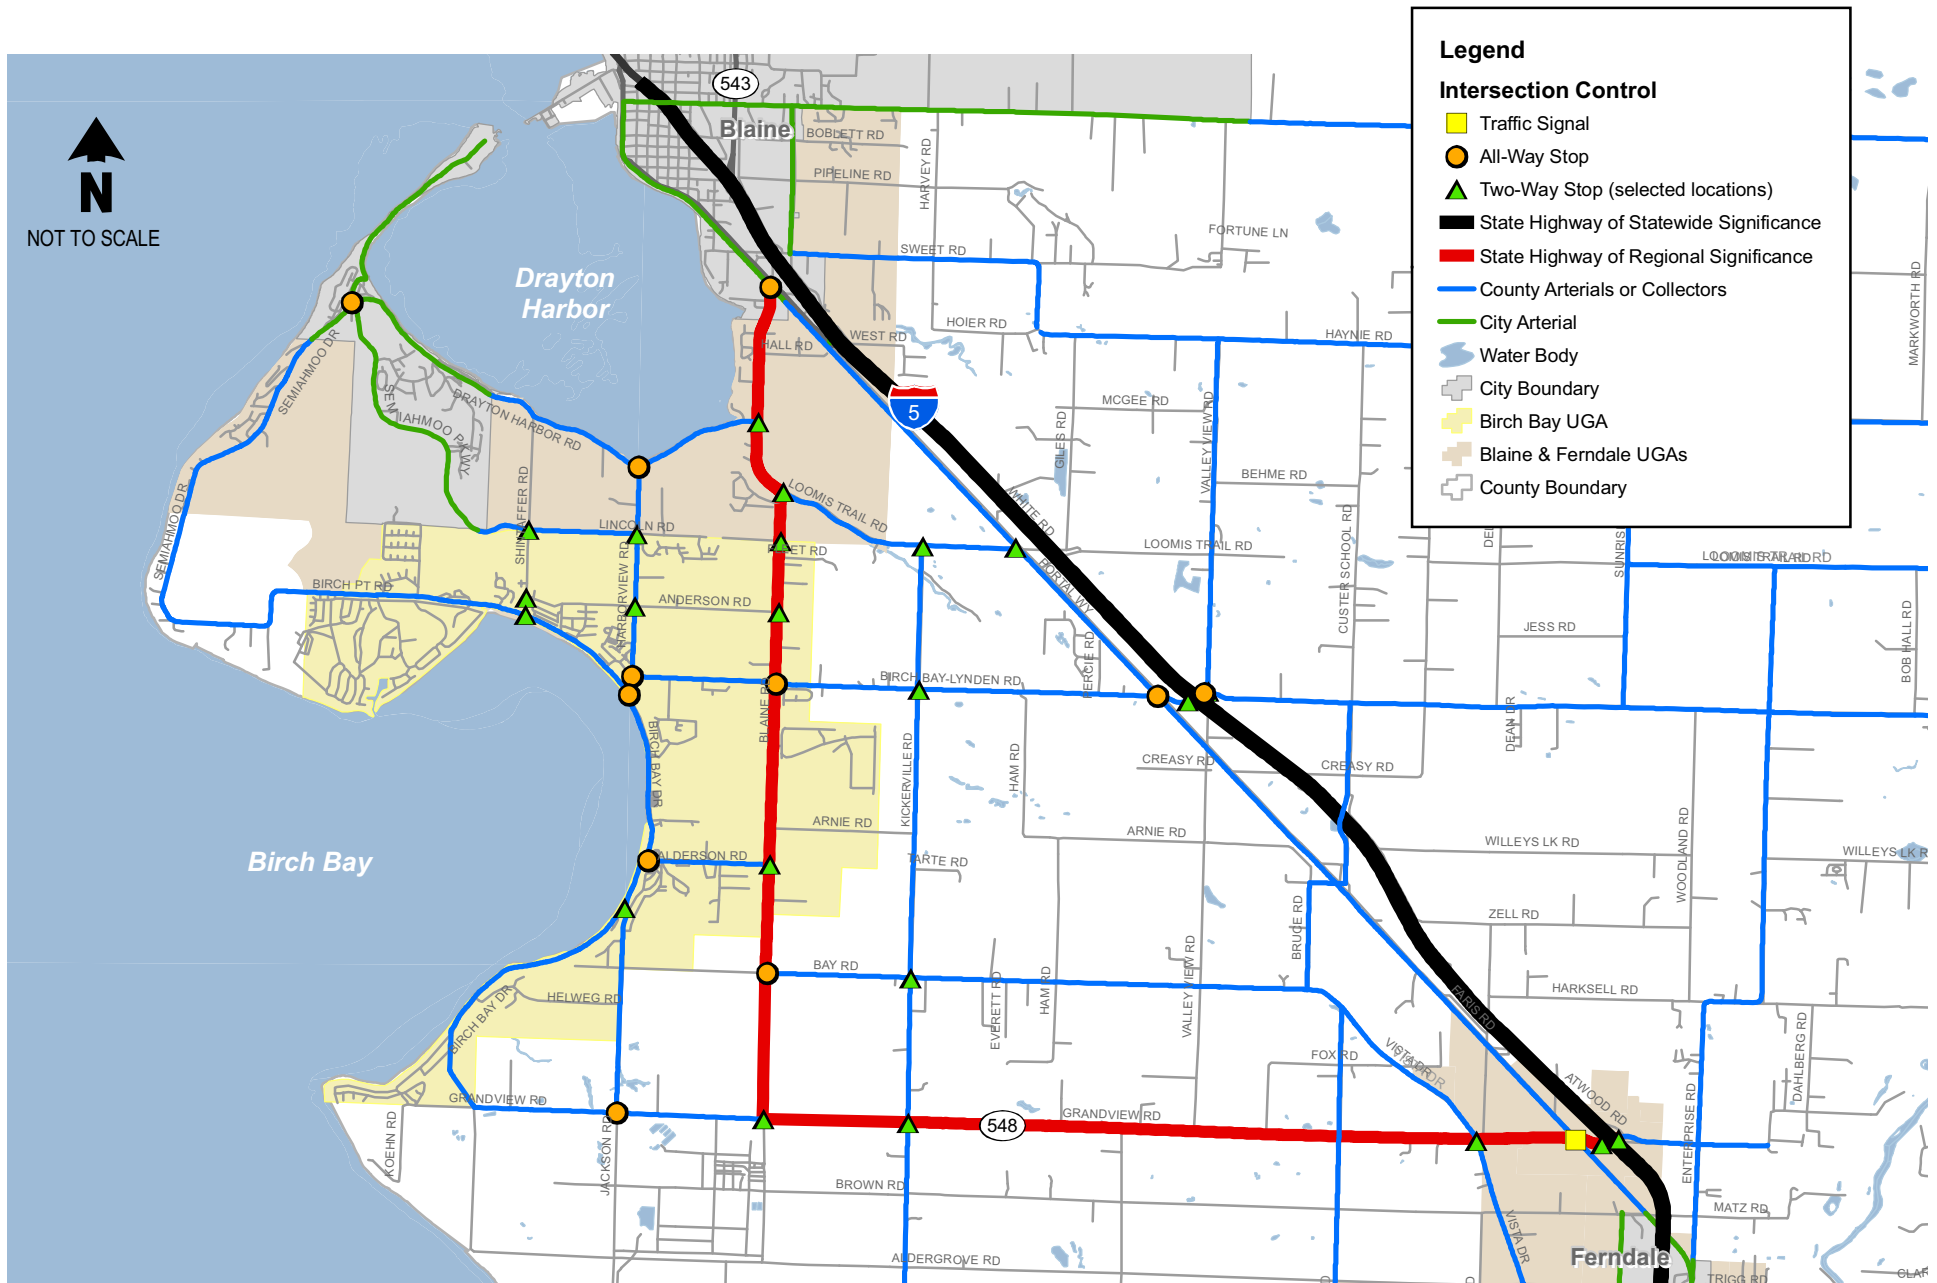 Legend
Intersection Control
Traffic Signal
All-Way Stop
Two-Way Stop (selected locations)
State Highway of Statewide Significance
State Highway of Regional Significance
County Arterials or Collectors
City Arterial
Water Body
City Boundary
Birch Bay UGA
Blaine & Ferndale UGAs
County Boundary
N
NOT TO SCALE
543
Blaine
BOBLETT RD
PIPELINE RD
HARVEY RD
FORTUNE LN
SWEET RD
Drayton
Harbor
MARKWORTH RD
HOIER RD
HAYNIE RD
WEST RD
HALL RD
SEMIAHMOO DR
5
MCGEE RD
SEMIAHMOO PKWY
DRAYTON HARBOR RD
GILES RD
VALLEY VIEW RD
BEHME RD
SEMIAHMOO DR
SHINTAFFER RD
LOOMIS TRAIL RD
WHITE RD
LINCOLN RD
CUSTER SCHOOL RD
LOOMIS TRAIL RD
LOOMIS TRAIL RD
BIRCH PT RD
HARBORVIEW RD
ANDERSON RD
PORTAL WY
JESS RD
BOB HALL RD
PERCIE RD
BIRCH BAY-LYNDEN RD
BLAINE RD
BIRCH BAY DR
KICKERVILLE RD
HAM RD
DEAN DR
CREASY RD
CREASY RD
ARNIE RD
ARNIE RD
WILLEYS LK RD
WOODLAND RD
Birch Bay
ALDERSON RD
TARTE RD
BRUCE RD
ZELL RD
BAY RD
VALLEY VIEW RD
HELWEG RD
EVERETT RD
HAM RD
HARKSELL RD
FARIS RD
BIRCH BAY DR
DAHLBERG RD
FOX RD
VISTA DR
ATWOOD RD
ENTERPRISE RD
GRANDVIEW RD
KOEHN RD
JACKSON RD
548
GRANDVIEW RD
BROWN RD
MATZ RD
VISTA DR
Ferndale
ALDERGROVE RD
TRIGG RD